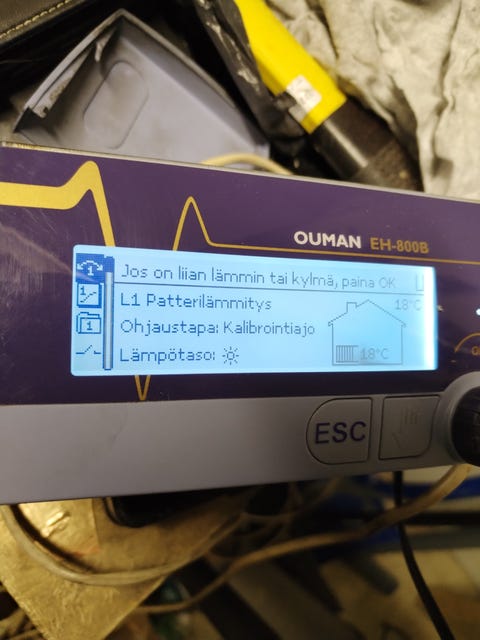 OUMAN EH-800B
Jos on liian lämmin tai kylmä, paina OK
L1 Patterilämmitys 18°C
Ohjaustapa: Kalibrointiajo
Lämpötaso:
18°C
ESC